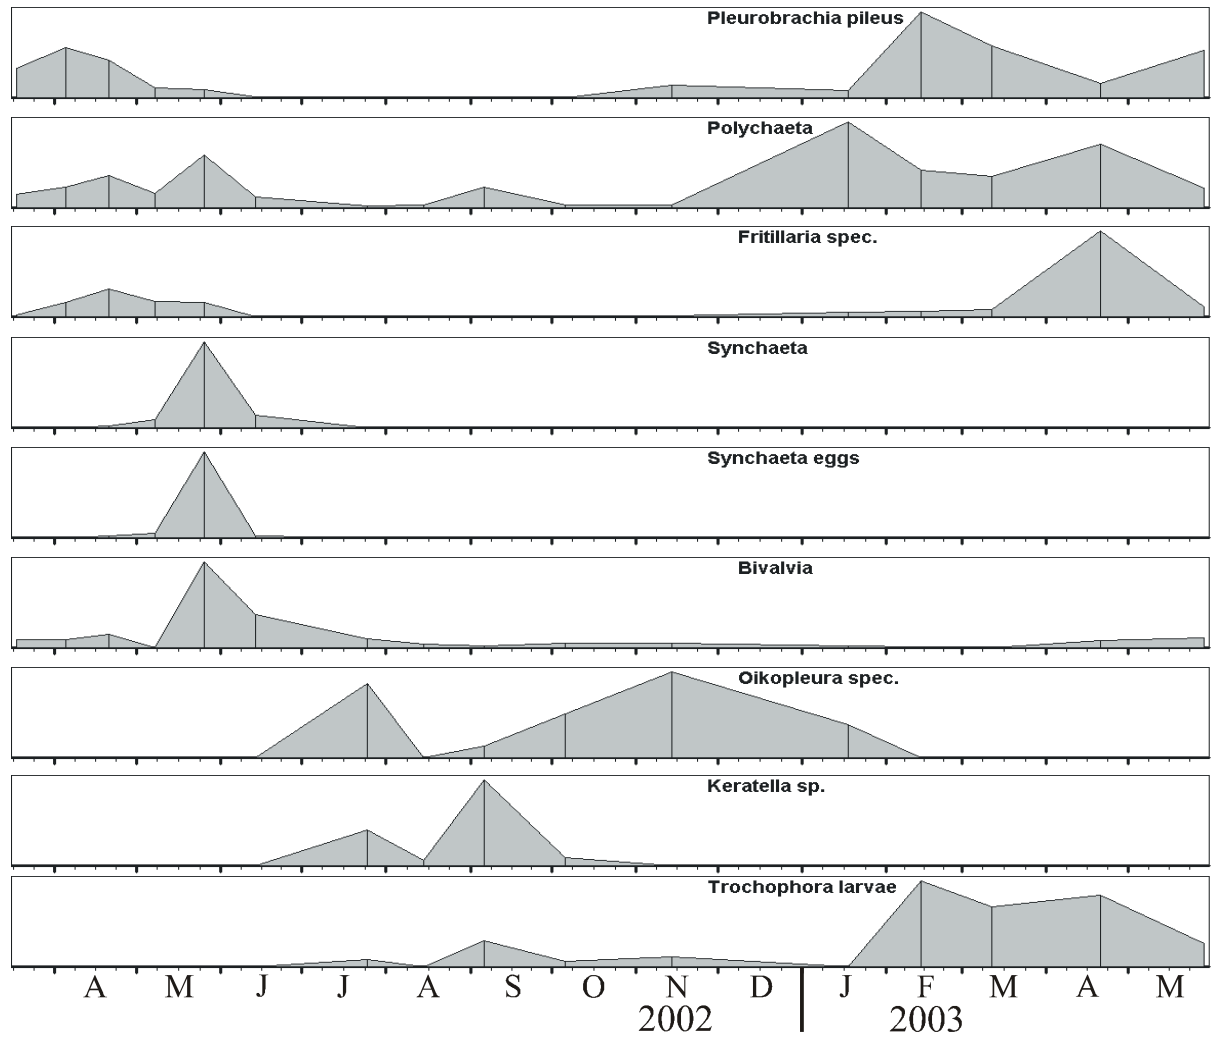 Pleurobrachia pileus
Polychaeta
Fritillaria spec.
Synchaeta
Synchaeta eggs
Bivalvia
Oikopleura spec.
Keratella sp.
Trochophora larvae
A M J J A S O N D J F M A M
2002 2003